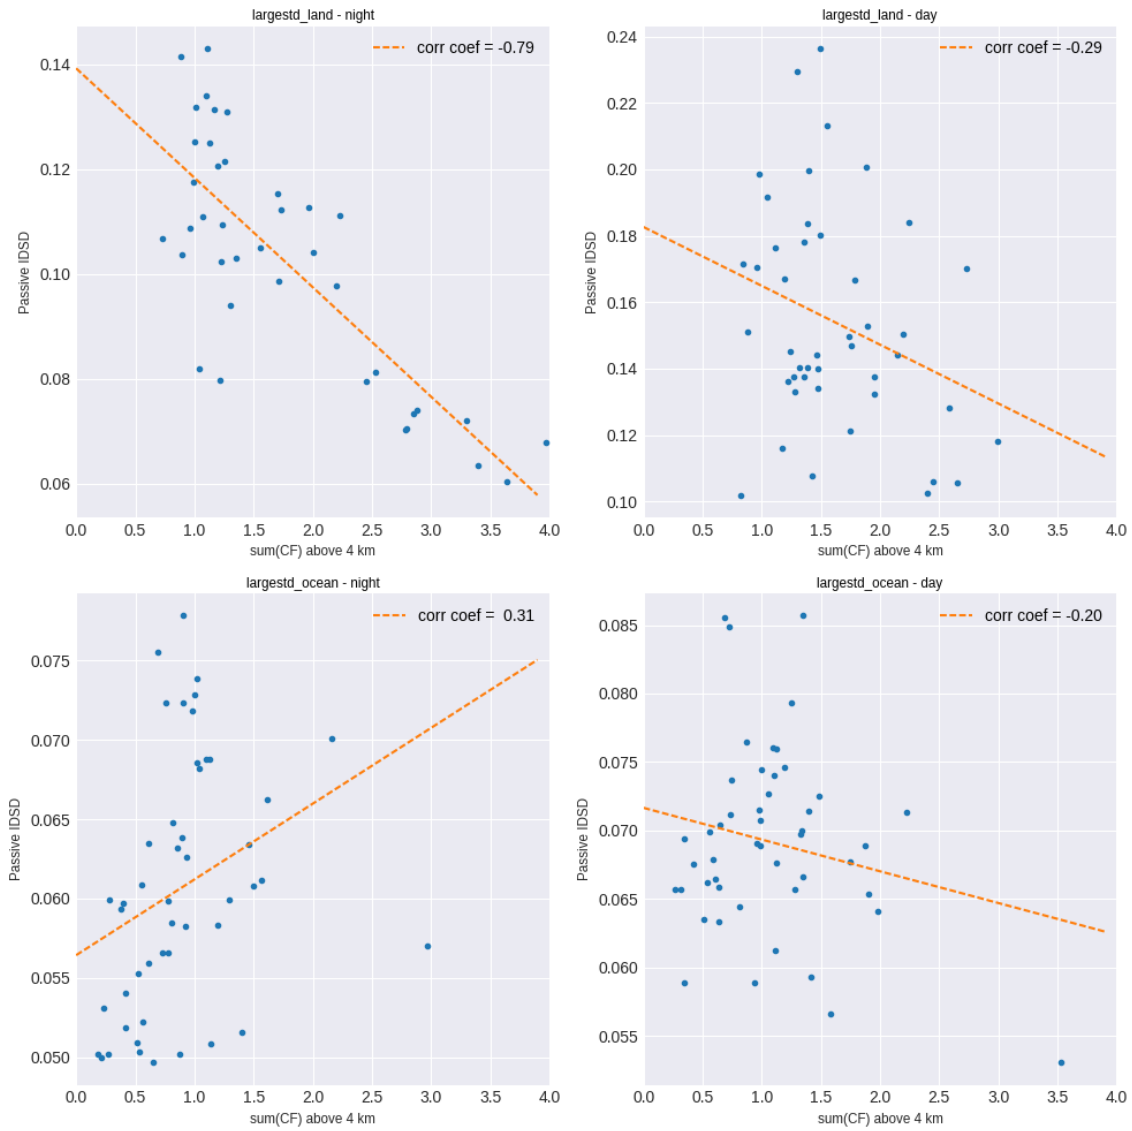 largestd_land - night
corr coef = -0.79
Passive IDSD
0.14
0.12
0.10
0.08
0.06
0.0 0.5 1.0 1.5 2.0 2.5 3.0 3.5 4.0
sum(CF) above 4 km
largestd_land - day
corr coef = -0.29
Passive IDSD
0.24
0.22
0.20
0.18
0.16
0.14
0.12
0.10
0.0 0.5 1.0 1.5 2.0 2.5 3.0 3.5 4.0
sum(CF) above 4 km
largestd_ocean - night
corr coef = 0.31
Passive IDSD
0.075
0.070
0.065
0.060
0.055
0.050
0.0 0.5 1.0 1.5 2.0 2.5 3.0 3.5 4.0
sum(CF) above 4 km
largestd_ocean - day
corr coef = -0.20
Passive IDSD
0.085
0.080
0.075
0.070
0.065
0.060
0.055
0.0 0.5 1.0 1.5 2.0 2.5 3.0 3.5 4.0
sum(CF) above 4 km